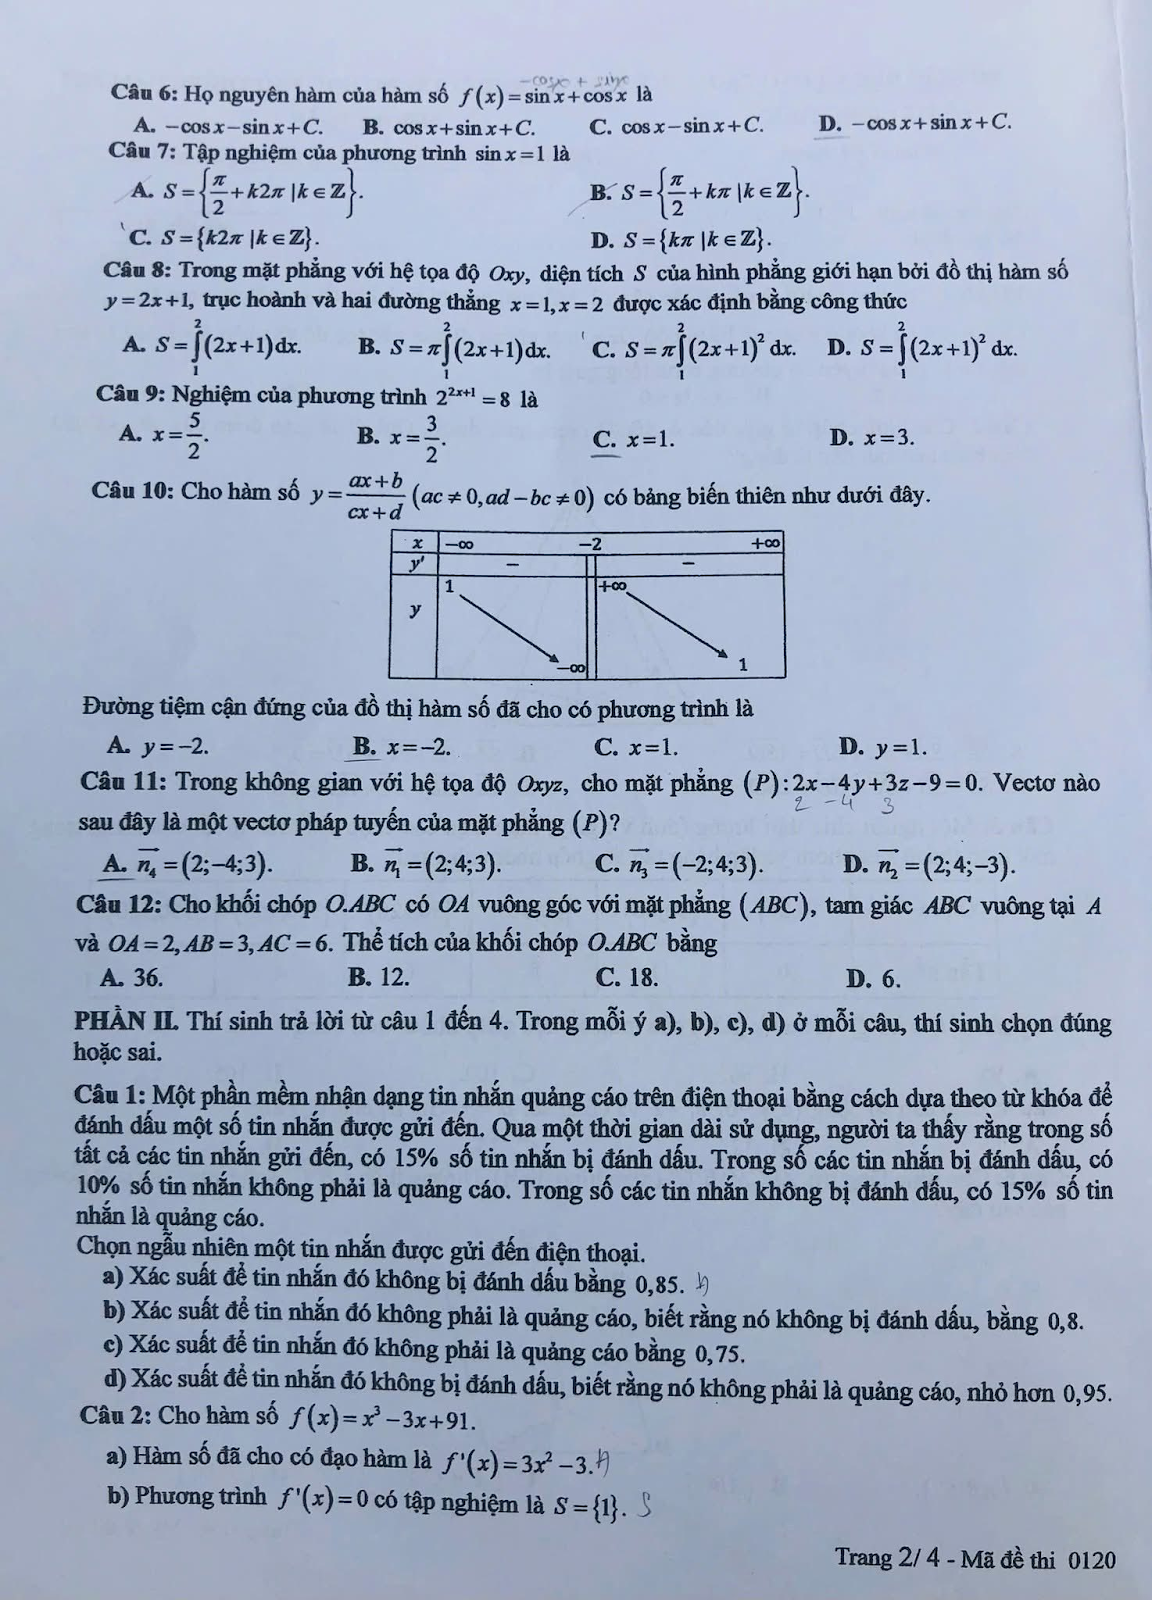 -cosx + sinx
Câu 6: Họ nguyên hàm của hàm số f(x)=sin x+cos x là
A. −cos x−sin x+C. B. cos x+sin x+C. C. cos x−sin x+C. D. −cos x+sin x+C.
Câu 7: Tập nghiệm của phương trình sin x=1 là
A. S={π/2+k2π |k∈ℤ}. B. S={π/2+kπ |k∈ℤ}.
C. S={k2π |k∈ℤ}. D. S={kπ |k∈ℤ}.
Câu 8: Trong mặt phẳng với hệ tọa độ Oxy, diện tích S của hình phẳng giới hạn bởi đồ thị hàm số
y=2x+1, trục hoành và hai đường thẳng x=1,x=2 được xác định bằng công thức
A. S=∫₁²(2x+1)dx. B. S=π∫₁²(2x+1)dx. C. S=π∫₁²(2x+1)² dx. D. S=∫₁²(2x+1)² dx.
Câu 9: Nghiệm của phương trình 2²ˣ⁺¹=8 là
A. x=5/2. B. x=3/2. C. x=1. D. x=3.
Câu 10: Cho hàm số y=(ax+b)/(cx+d) (ac≠0,ad−bc≠0) có bảng biến thiên như dưới đây.
x −∞ −2 +∞
y' − −
1 +∞
y
−∞ 1
Đường tiệm cận đứng của đồ thị hàm số đã cho có phương trình là
A. y=−2. B. x=−2. C. x=1. D. y=1.
Câu 11: Trong không gian với hệ tọa độ Oxyz, cho mặt phẳng (P):2x−4y+3z−9=0. Vectơ nào
2 -4 3
sau đây là một vectơ pháp tuyến của mặt phẳng (P)?
A. n₄⃗=(2;−4;3). B. n₁⃗=(2;4;3). C. n₃⃗=(−2;4;3). D. n₂⃗=(2;4;−3).
Câu 12: Cho khối chóp O.ABC có OA vuông góc với mặt phẳng (ABC), tam giác ABC vuông tại A
và OA=2,AB=3,AC=6. Thể tích của khối chóp O.ABC bằng
A. 36. B. 12. C. 18. D. 6.
PHẦN II. Thí sinh trả lời từ câu 1 đến 4. Trong mỗi ý a), b), c), d) ở mỗi câu, thí sinh chọn đúng
hoặc sai.
Câu 1: Một phần mềm nhận dạng tin nhắn quảng cáo trên điện thoại bằng cách dựa theo từ khóa để
đánh dấu một số tin nhắn được gửi đến. Qua một thời gian dài sử dụng, người ta thấy rằng trong số
tất cả các tin nhắn gửi đến, có 15% số tin nhắn bị đánh dấu. Trong số các tin nhắn bị đánh dấu, có
10% số tin nhắn không phải là quảng cáo. Trong số các tin nhắn không bị đánh dấu, có 15% số tin
nhắn là quảng cáo.
Chọn ngẫu nhiên một tin nhắn được gửi đến điện thoại.
a) Xác suất để tin nhắn đó không bị đánh dấu bằng 0,85.
b) Xác suất để tin nhắn đó không phải là quảng cáo, biết rằng nó không bị đánh dấu, bằng 0,8.
c) Xác suất để tin nhắn đó không phải là quảng cáo bằng 0,75.
d) Xác suất để tin nhắn đó không bị đánh dấu, biết rằng nó không phải là quảng cáo, nhỏ hơn 0,95.
Câu 2: Cho hàm số f(x)=x³−3x+91.
a) Hàm số đã cho có đạo hàm là f'(x)=3x²−3.
b) Phương trình f'(x)=0 có tập nghiệm là S={1}. S
Trang 2/ 4 - Mã đề thi 0120